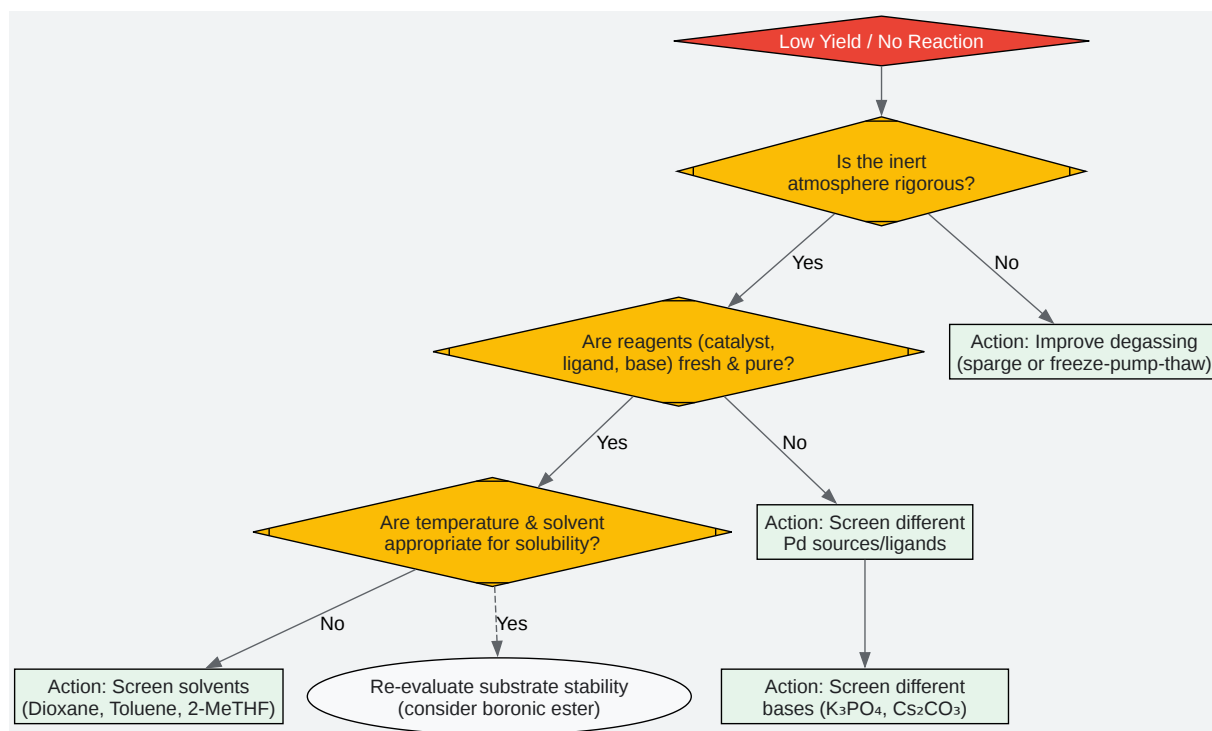 Low Yield / No Reaction
Is the inert
atmosphere rigorous?
Yes
No
Are reagents (catalyst,
ligand, base) fresh & pure?
Action: Improve degassing
(sparge or freeze-pump-thaw)
Yes
No
Are temperature & solvent
appropriate for solubility?
Action: Screen different
Pd sources/ligands
No
Yes
Action: Screen solvents
(Dioxane, Toluene, 2-MeTHF)
Re-evaluate substrate stability
(consider boronic ester)
Action: Screen different
bases (K₃PO₄, Cs₂CO₃)